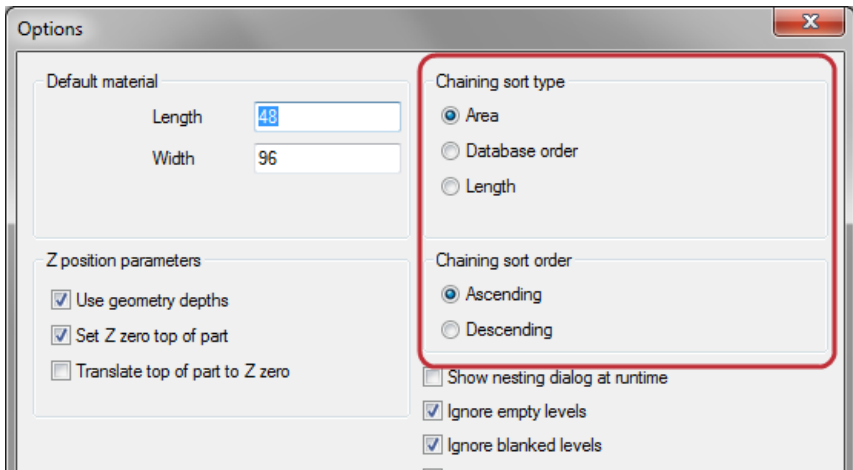 Options
X
Default material
Length 48
Width 96
Chaining sort type
Area
Database order
Length
Z position parameters
Use geometry depths
Set Z zero top of part
Translate top of part to Z zero
Chaining sort order
Ascending
Descending
Show nesting dialog at runtime
Ignore empty levels
Ignore blanked levels